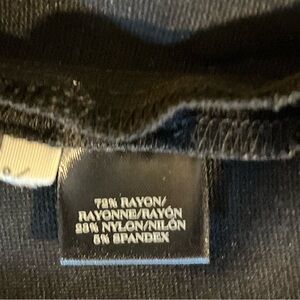 72% RAYON/
RAYONNE/RAYÓN
23% NYLON/NILÓN
5% SPANDEX